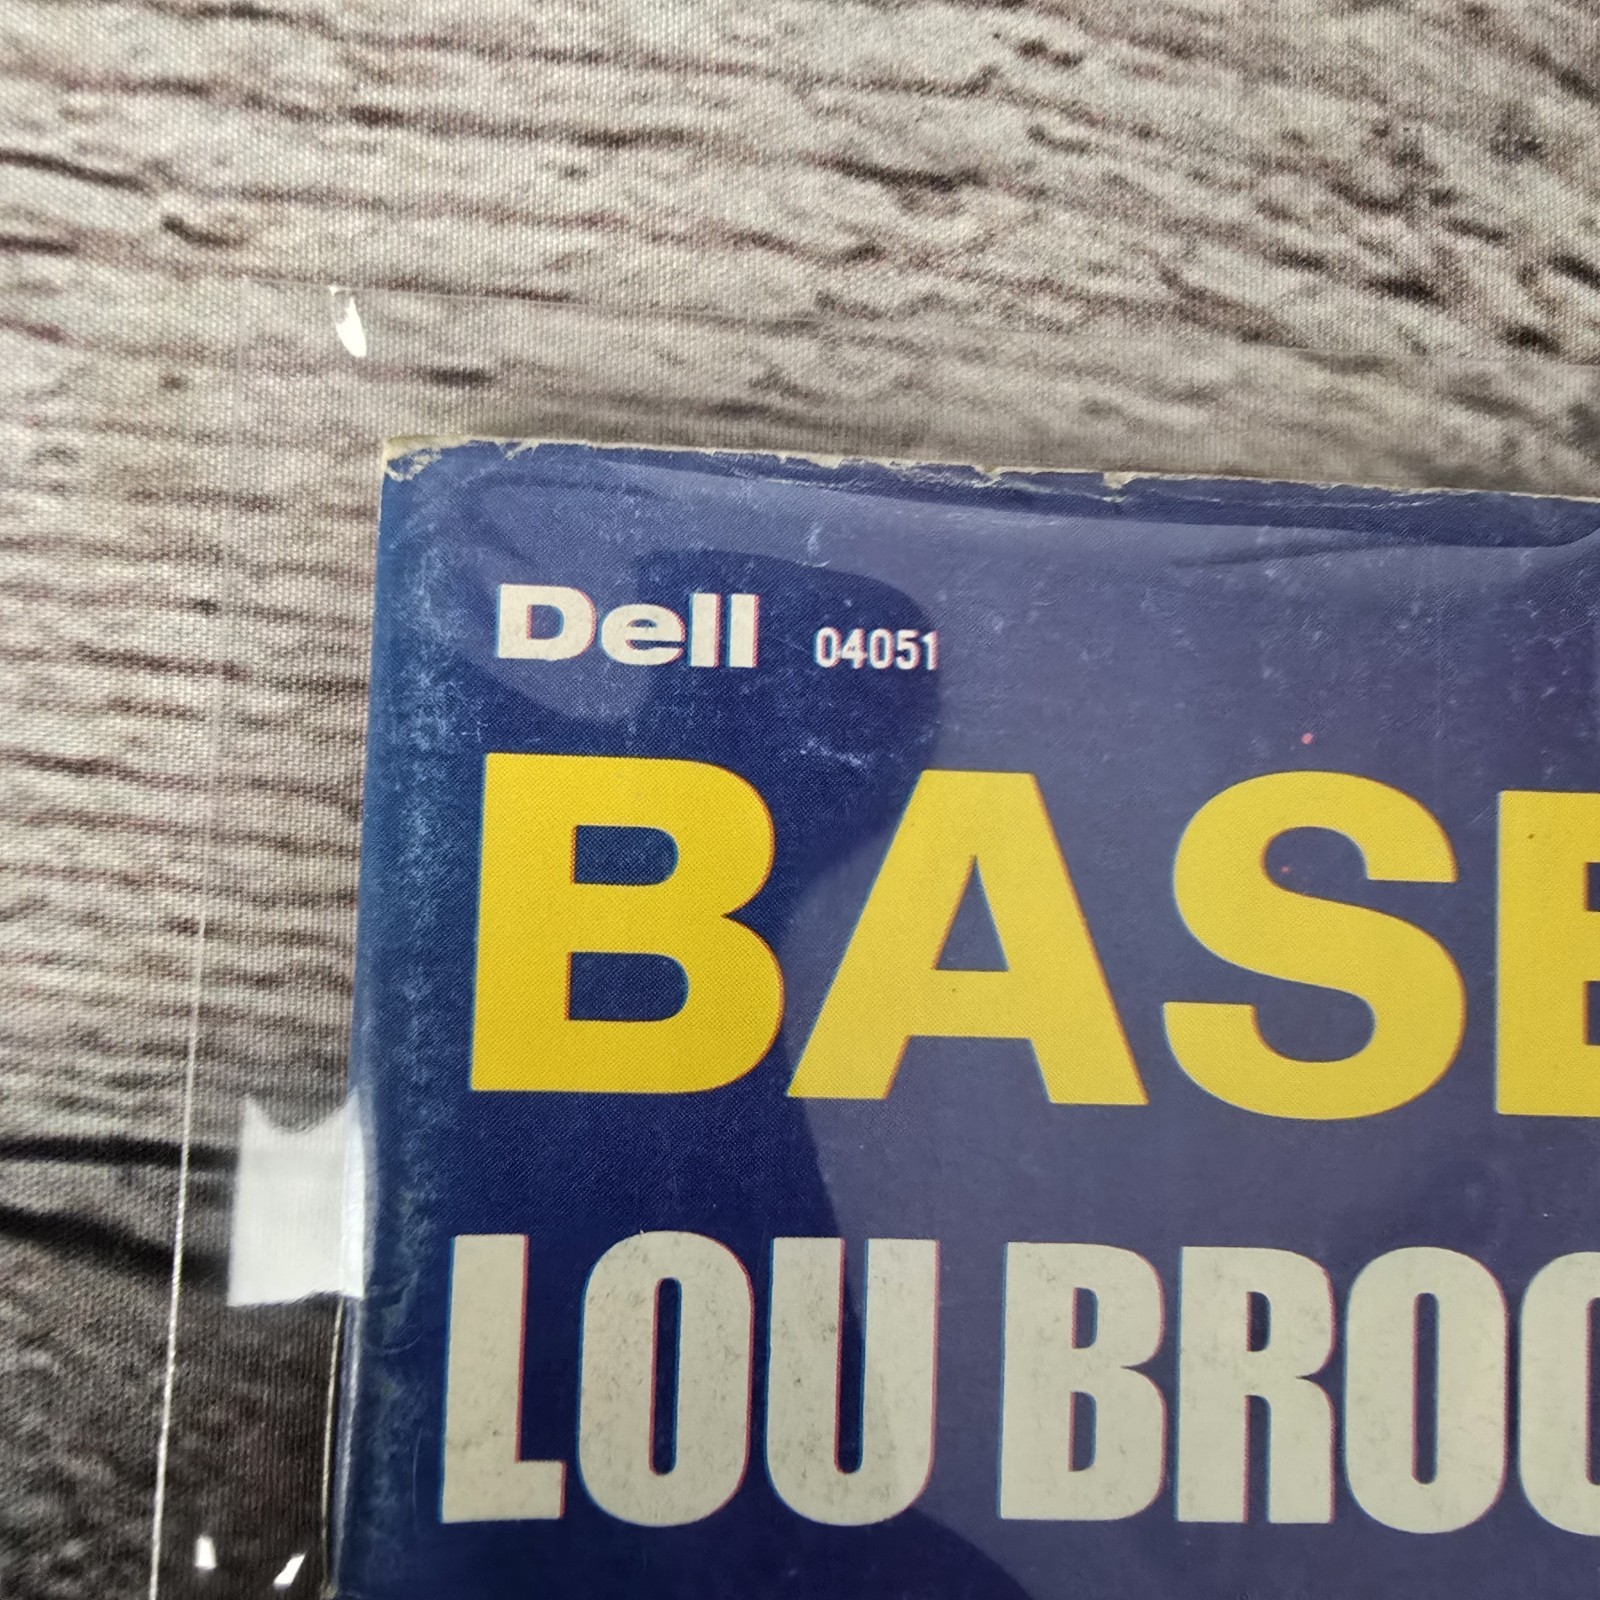 Dell 04051
BASE
LOU BROC